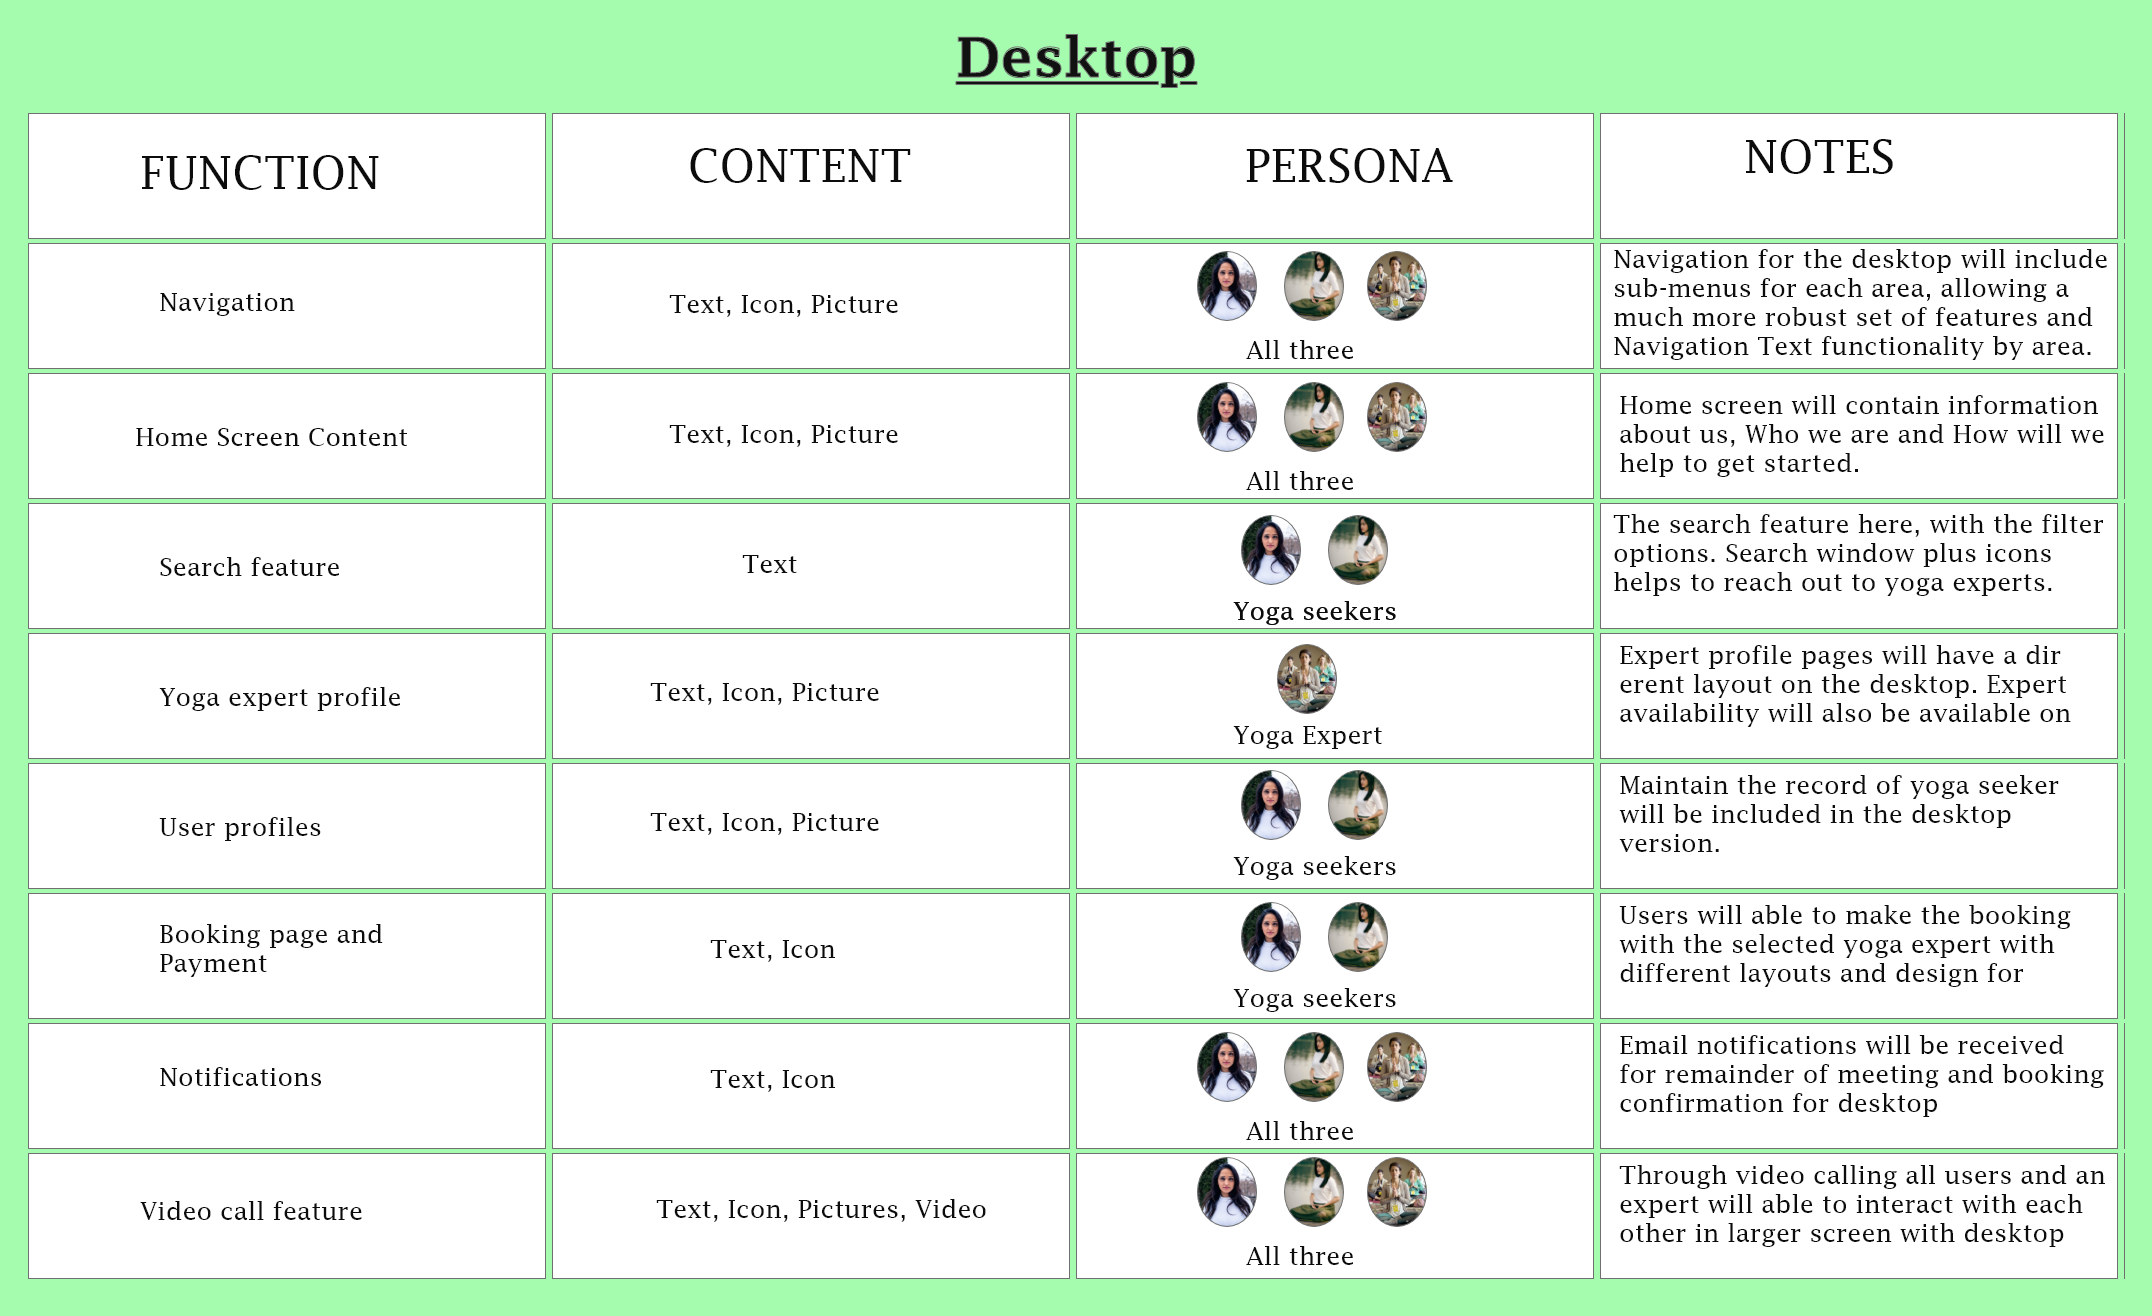 Desktop
FUNCTION
CONTENT
PERSONA
NOTES
Navigation
Text, Icon, Picture
All three
Navigation for the desktop will include
sub-menus for each area, allowing a
much more robust set of features and
Navigation Text functionality by area.
Home Screen Content
Text, Icon, Picture
All three
Home screen will contain information
about us, Who we are and How will we
help to get started.
Search feature
Text
Yoga seekers
The search feature here, with the filter
options. Search window plus icons
helps to reach out to yoga experts.
Yoga expert profile
Text, Icon, Picture
Yoga Expert
Expert profile pages will have a dir
erent layout on the desktop. Expert
availability will also be available on
User profiles
Text, Icon, Picture
Yoga seekers
Maintain the record of yoga seeker
will be included in the desktop
version.
Booking page and
Payment
Text, Icon
Yoga seekers
Users will able to make the booking
with the selected yoga expert with
different layouts and design for
Notifications
Text, Icon
All three
Email notifications will be received
for remainder of meeting and booking
confirmation for desktop
Video call feature
Text, Icon, Pictures, Video
All three
Through video calling all users and an
expert will able to interact with each
other in larger screen with desktop